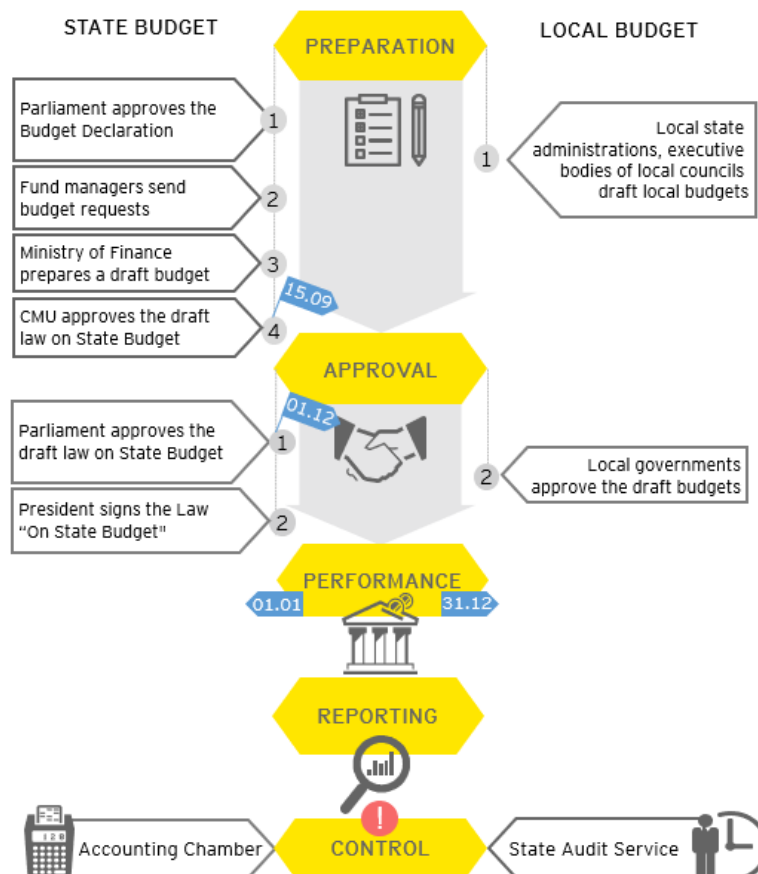 STATE BUDGET
PREPARATION
LOCAL BUDGET
Parliament approves the
Budget Declaration
1
Fund managers send
budget requests
2
Ministry of Finance
prepares a draft budget
3
CMU approves the draft
law on State Budget
4
15.09
1
Local state
administrations, executive
bodies of local councils
draft local budgets
APPROVAL
01.12
Parliament approves the
draft law on State Budget
1
President signs the Law
“On State Budget"
2
2
Local governments
approve the draft budgets
PERFORMANCE
01.01
31.12
REPORTING
!
128
Accounting Chamber
CONTROL
State Audit Service